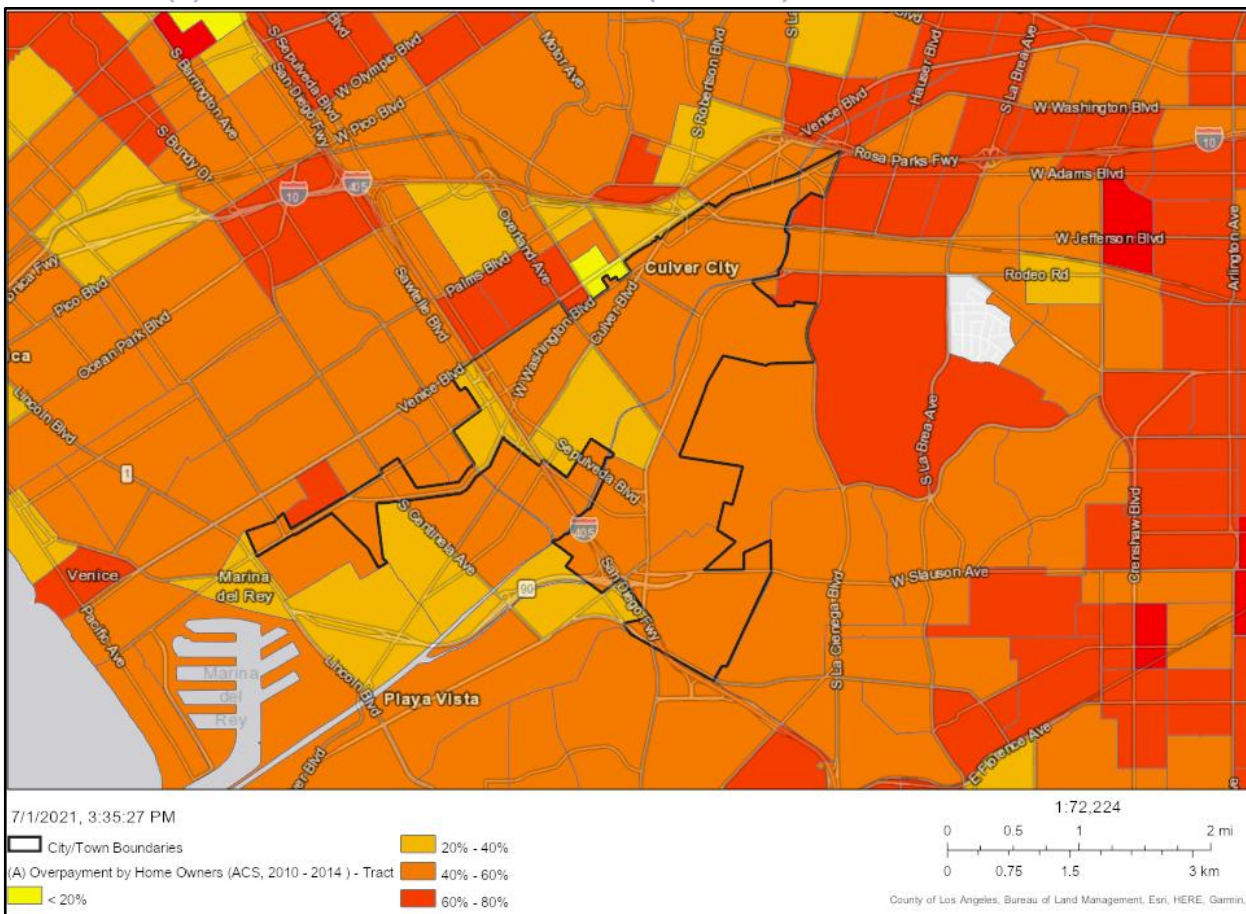 S Sepulveda Blvd
San Diego Fwy
W Olympic Blvd
W Pico Blvd
S Barrington Ave
S Bundy Dr
Motor Ave
S Robertson Blvd
Venice Blvd
Hauser Blvd
S La Brea Ave
W Washington Blvd
10
Rosa Parks Fwy
W Adams Blvd
W Jefferson Blvd
Rodeo Rd
Arlington Ave
405
10
Overland Ave
Palms Blvd
Culver City
Culver Blvd
W Washington Blvd
Sawtelle Blvd
Pico Blvd
Ocean Park Blvd
Lincoln Blvd
Venice Blvd
1
Sepulveda Blvd
S Centinela Ave
405
San Diego Fwy
90
S La Brea Ave
Crenshaw Blvd
W Slauson Ave
S La Cienega Blvd
E Florence Ave
Venice
Pacific Ave
Marina
del Rey
Marina
del
Rey
Lincoln Blvd
Playa Vista
7/1/2021, 3:35:27 PM
City/Town Boundaries
(A) Overpayment by Home Owners (ACS, 2010 - 2014 ) - Tract
< 20%
20% - 40%
40% - 60%
60% - 80%
1:72,224
0 0.5 1 2 mi
0 0.75 1.5 3 km
County of Los Angeles, Bureau of Land Management, Esri, HERE, Garmin,